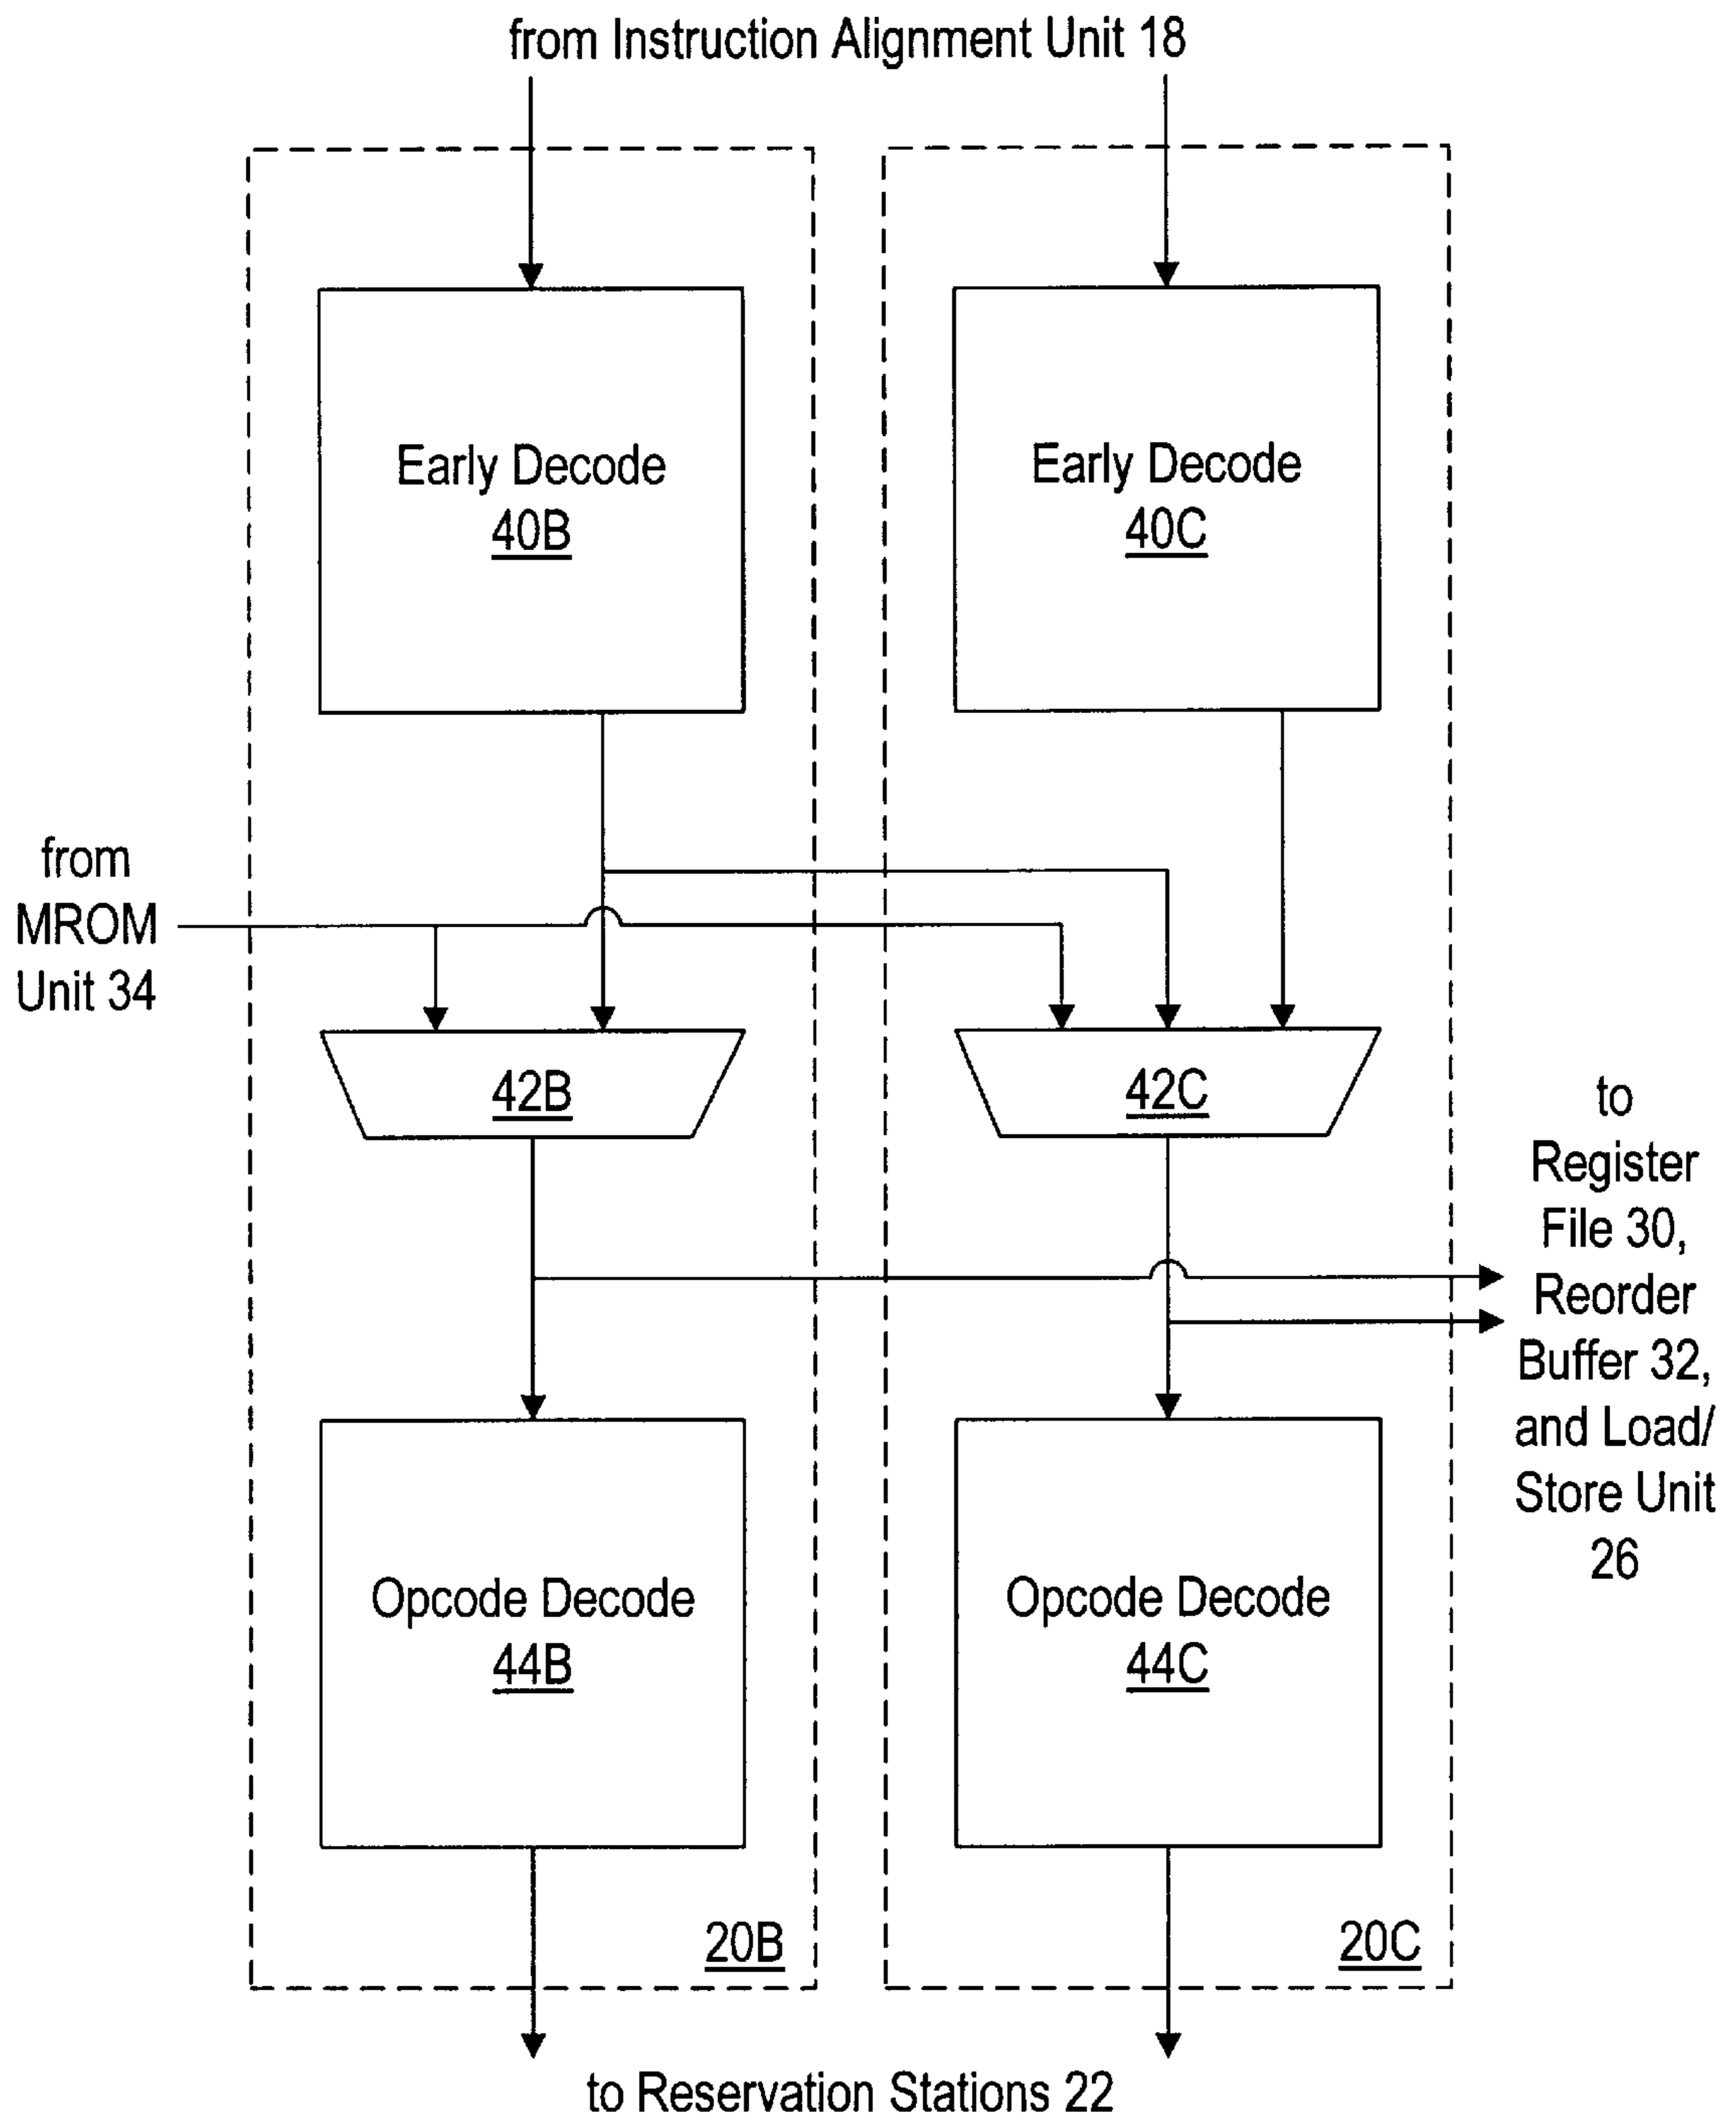 from Instruction Alignment Unit 18
Early Decode
40B
Early Decode
40C
from
MROM
Unit 34
42B
42C
to
Register
File 30,
Reorder
Buffer 32,
and Load/
Store Unit
26
Opcode Decode
44B
Opcode Decode
44C
20B
20C
to Reservation Stations 22